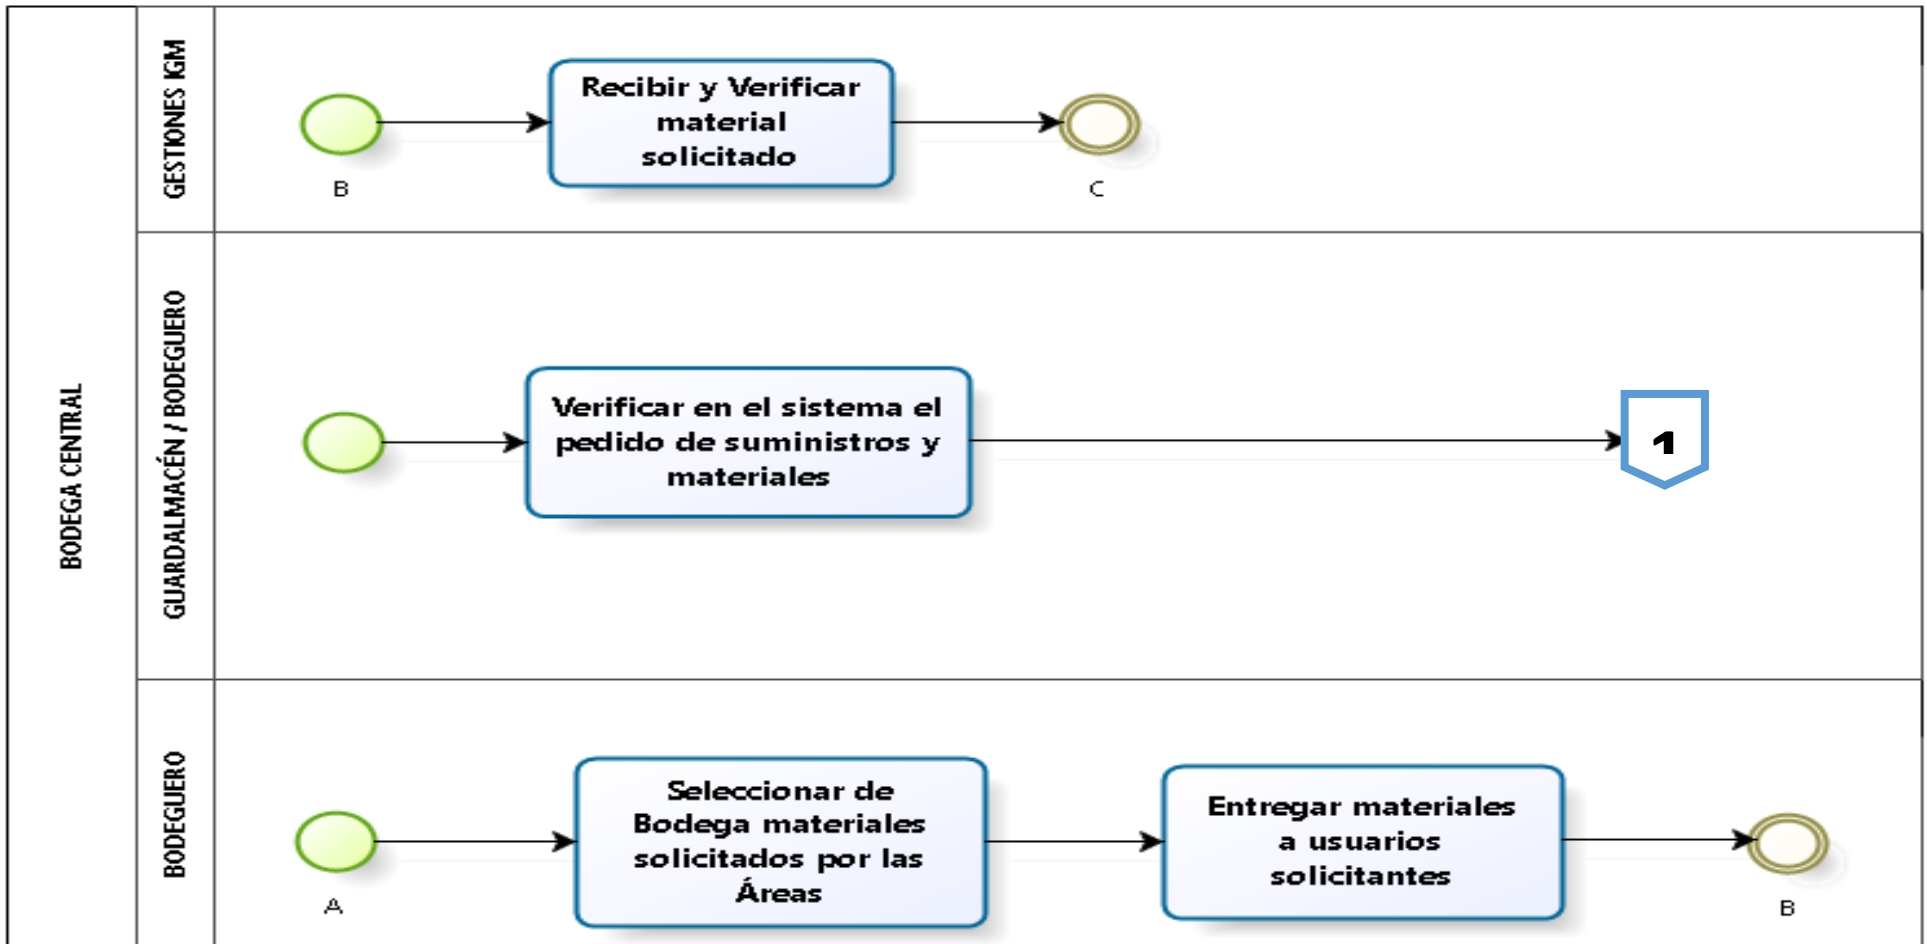 BODEGA CENTRAL
GESTIONES IGM
B
Recibir y Verificar
material
solicitado
C
GUARDALMACÉN / BODEGUERO
Verificar en el sistema el
pedido de suministros y
materiales
1
BODEGUERO
A
Seleccionar de
Bodega materiales
solicitados por las
Áreas
Entregar materiales
a usuarios
solicitantes
B